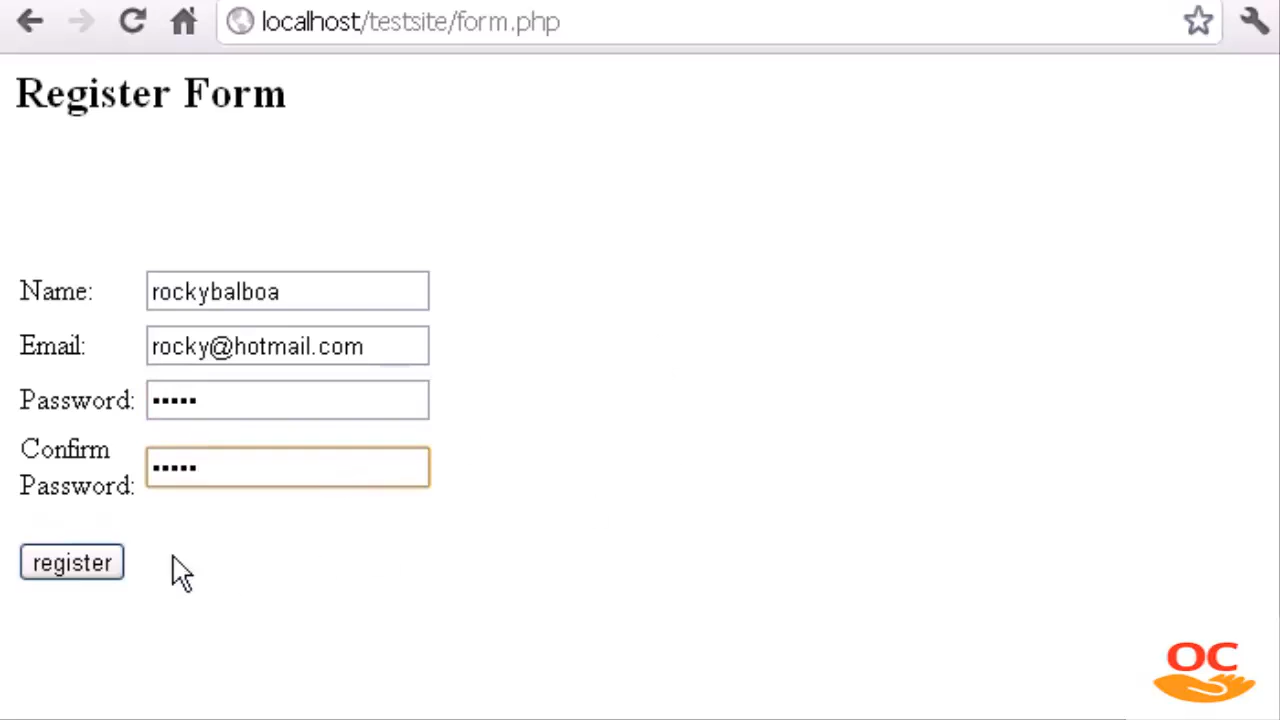 localhost/testsite/form.php
Register Form
Name: rockybalboa
Email: rocky@hotmail.com
Password: •••••
Confirm
Password: •••••
register
OC